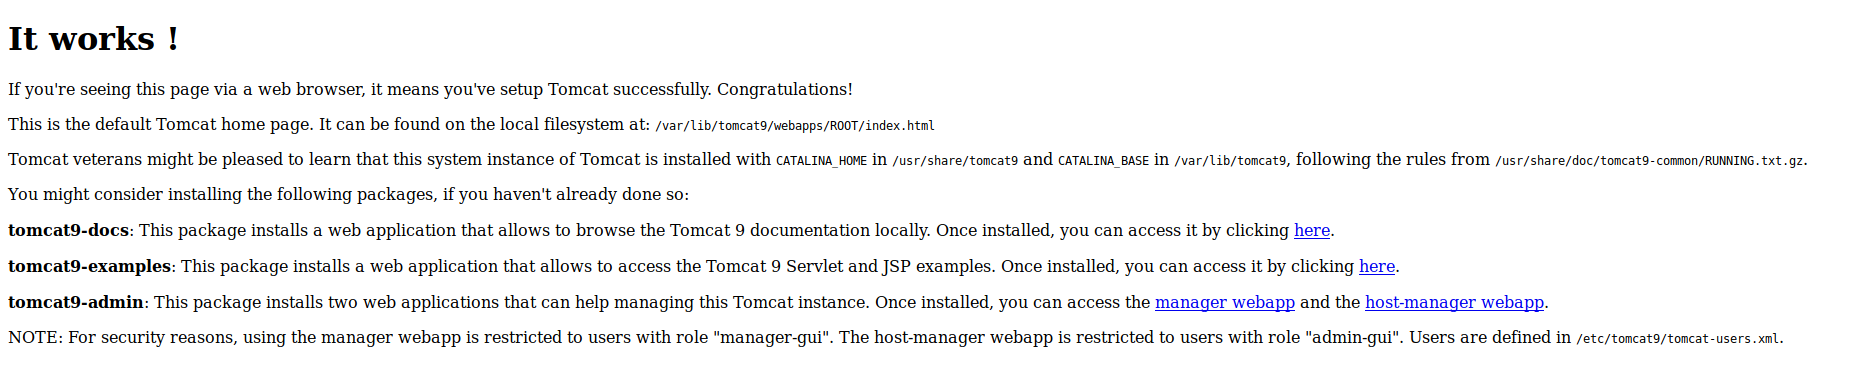 It works !
If you're seeing this page via a web browser, it means you've setup Tomcat successfully. Congratulations!
This is the default Tomcat home page. It can be found on the local filesystem at: /var/lib/tomcat9/webapps/ROOT/index.html
Tomcat veterans might be pleased to learn that this system instance of Tomcat is installed with CATALINA_HOME in /usr/share/tomcat9 and CATALINA_BASE in /var/lib/tomcat9, following the rules from /usr/share/doc/tomcat9-common/RUNNING.txt.gz.
You might consider installing the following packages, if you haven't already done so:
tomcat9-docs: This package installs a web application that allows to browse the Tomcat 9 documentation locally. Once installed, you can access it by clicking here.
tomcat9-examples: This package installs a web application that allows to access the Tomcat 9 Servlet and JSP examples. Once installed, you can access it by clicking here.
tomcat9-admin: This package installs two web applications that can help managing this Tomcat instance. Once installed, you can access the manager webapp and the host-manager webapp.
NOTE: For security reasons, using the manager webapp is restricted to users with role "manager-gui". The host-manager webapp is restricted to users with role "admin-gui". Users are defined in /etc/tomcat9/tomcat-users.xml.